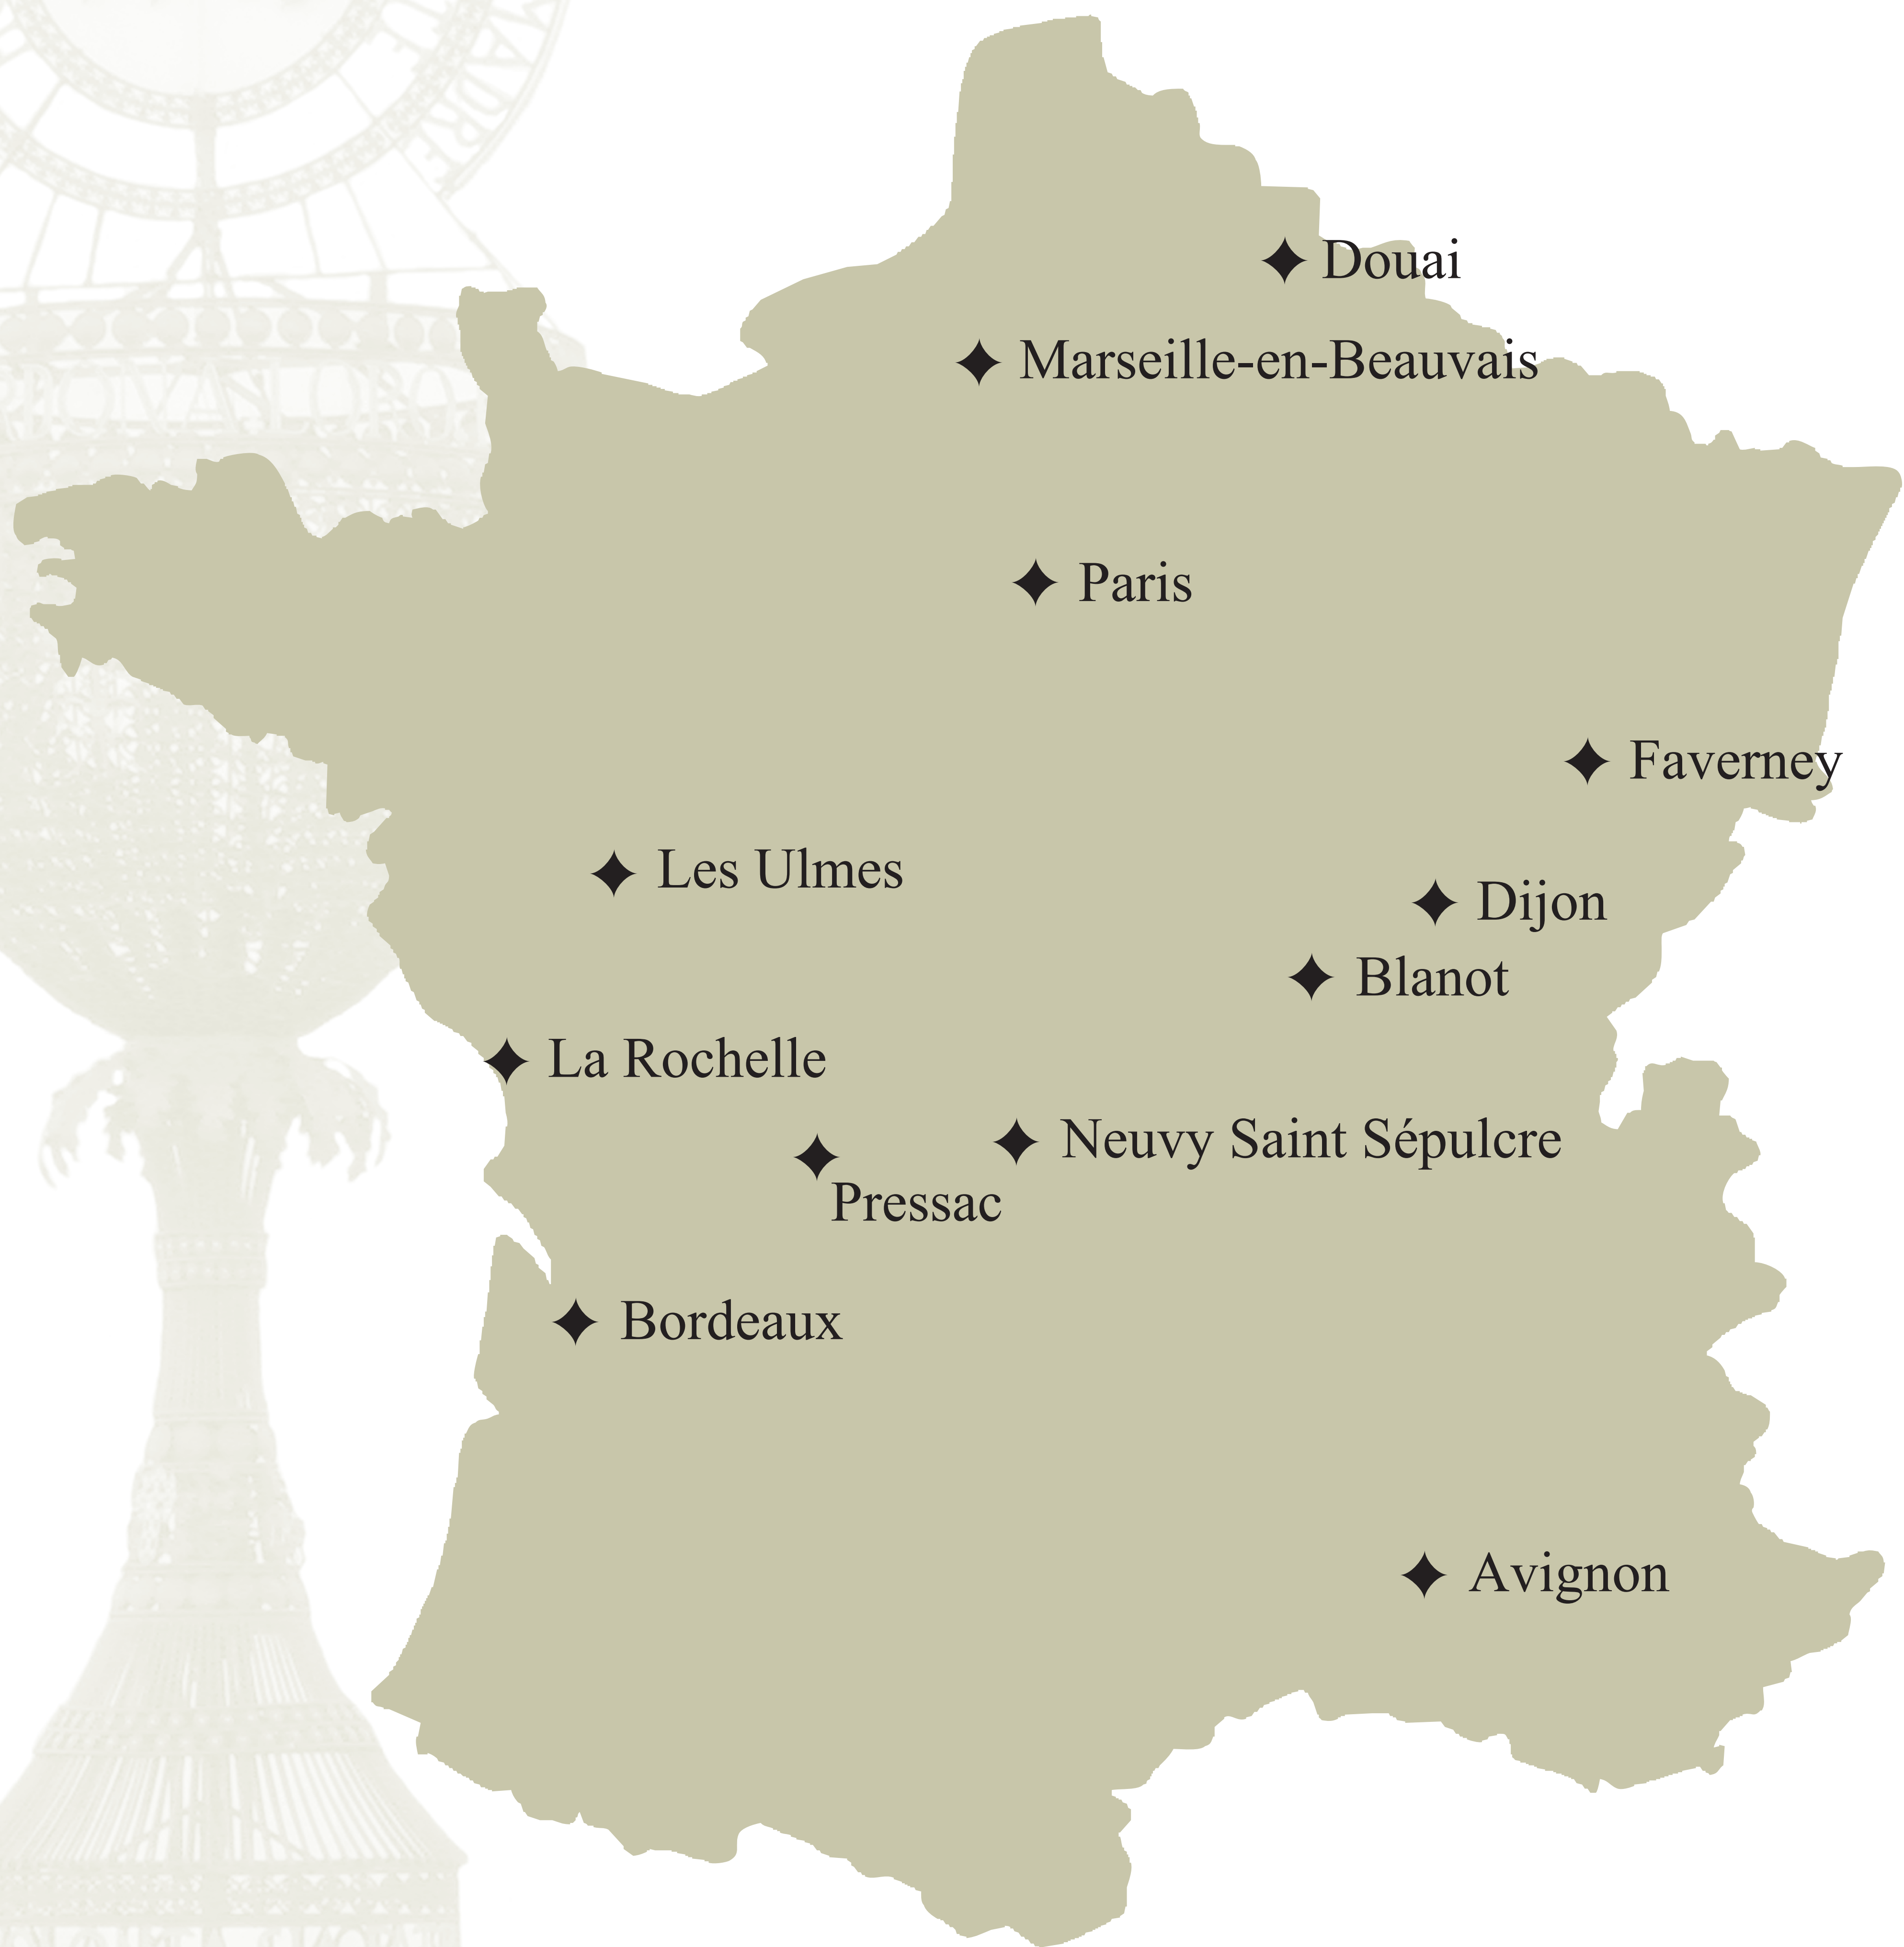 Douai
Marseille-en-Beauvais
Paris
Faverney
Les Ulmes
Dijon
Blanot
La Rochelle
Neuvy Saint Sépulcre
Pressac
Bordeaux
Avignon